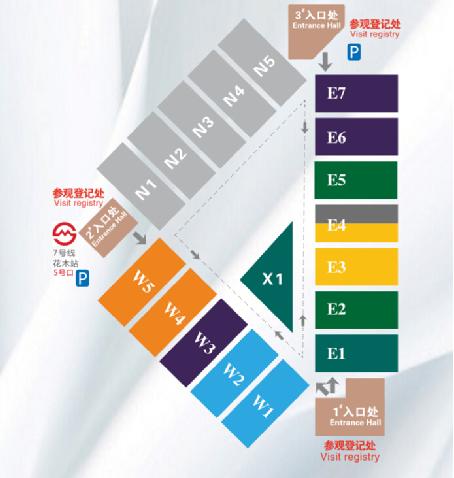 3#入口处
Entrance Hall
参观登记处
Visit registry
P
N5
N4
N3
N2
N1
E7
E6
E5
E4
E3
E2
E1
参观登记处
Visit registry
2#入口处
Entrance Hall
7号线
花木站
5号口
P
X1
W5
W4
W3
W2
W1
1#入口处
Entrance Hall
参观登记处
Visit registry